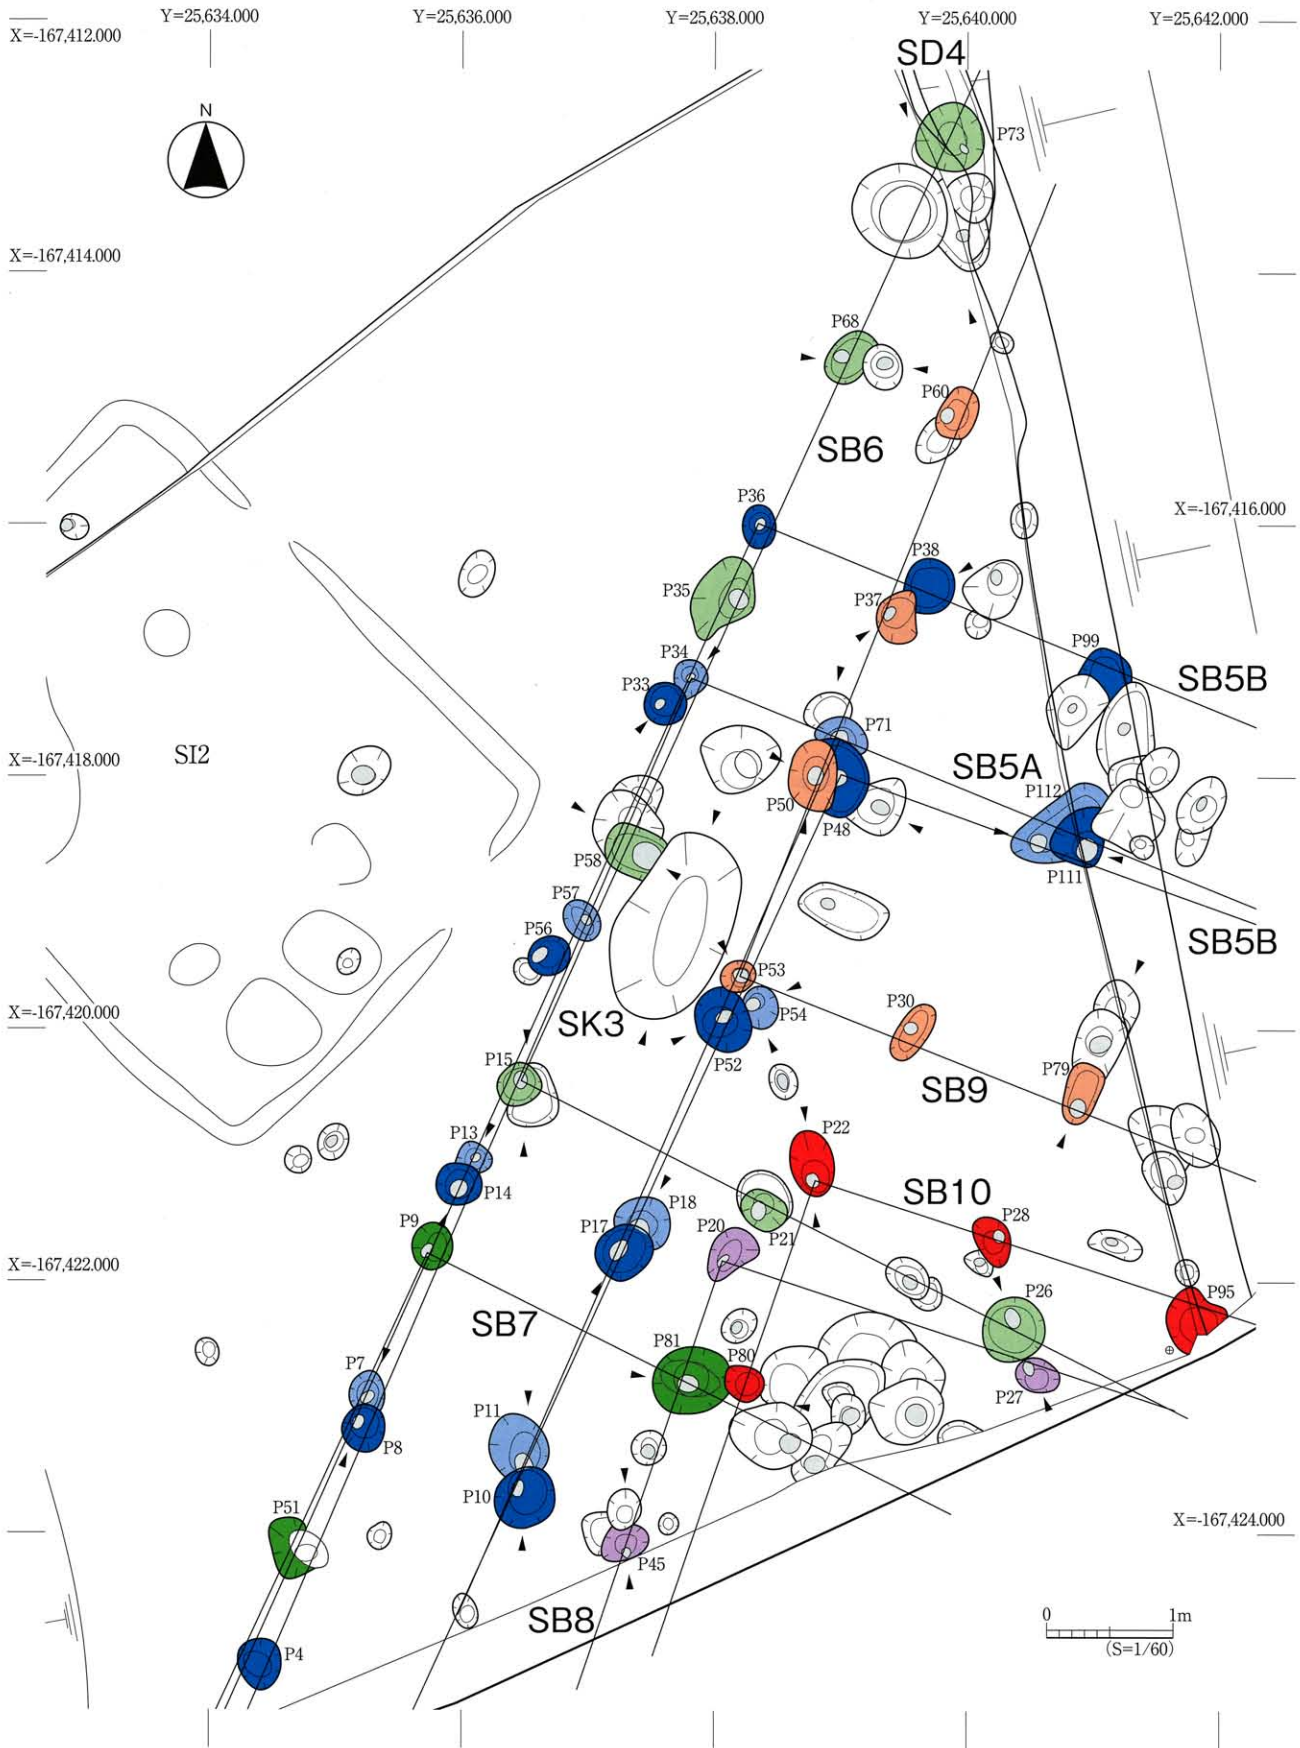 Y=25,634.000
Y=25,636.000
Y=25,638.000
Y=25,640.000
Y=25,642.000
X=-167,412.000
SD4
N
P73
X=-167,414.000
P68
P60
SB6
P36
X=-167,416.000
P38
P35
P37
P34
P99
P33
SB5B
P71
SI2
X=-167,418.000
SB5A
P112
P50
P48
P58
P111
P57
P56
SB5B
P53
P30
X=-167,420.000
SK3
P54
P52
P15
P79
SB9
P22
P13
P14
SB10
P18
P9
P17
P20
P28
P21
X=-167,422.000
P26
P95
SB7
P81
P80
P7
P27
P11
P8
P10
P51
X=-167,424.000
P45
SB8
0
1m
(S=1/60)
P4